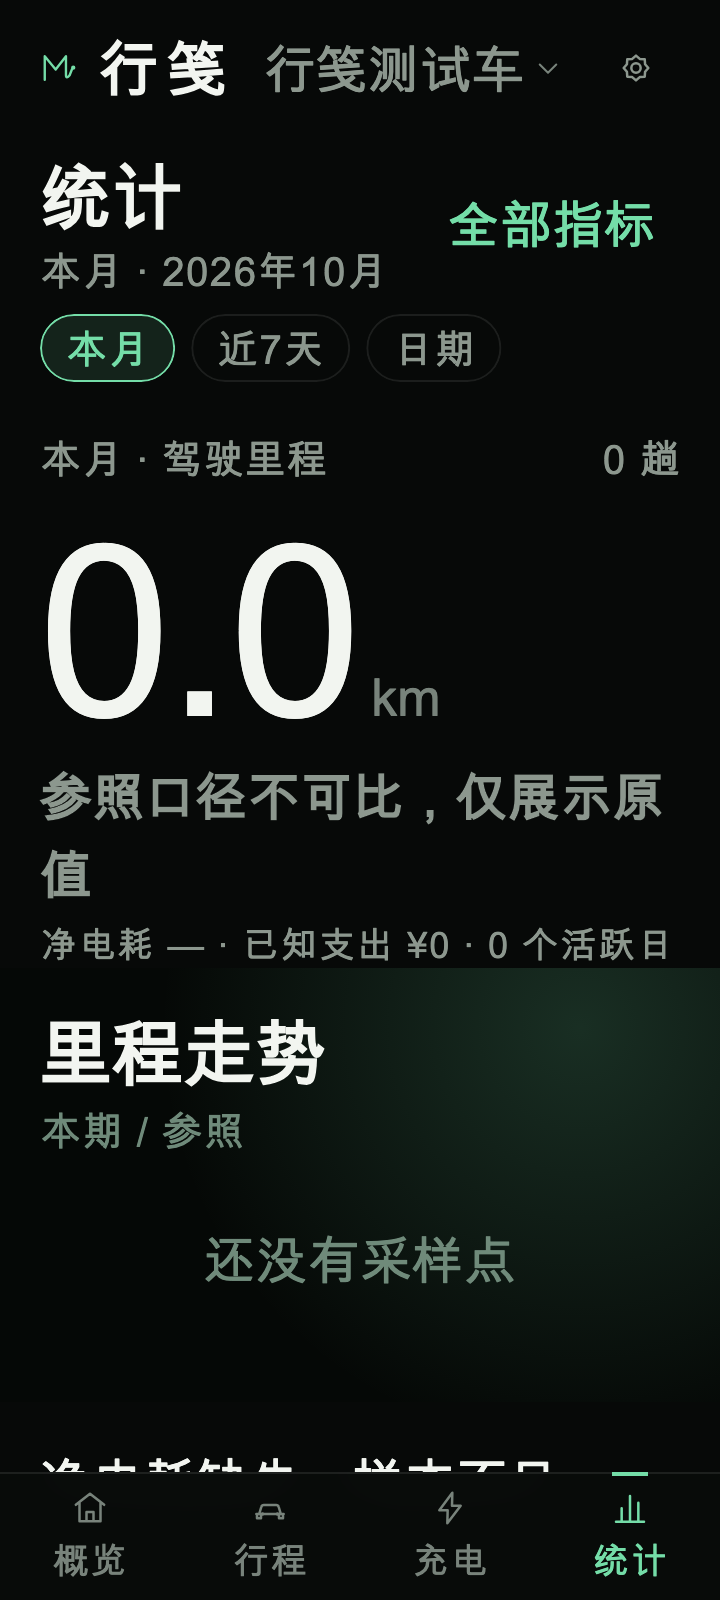 行笺 行笺测试车
统计
全部指标
本月 · 2026年10月
本月 近7天 日期
本月 · 驾驶里程 0 趟
0.0 km
参照口径不可比，仅展示原
值
净电耗 — · 已知支出 ¥0 · 0 个活跃日
里程走势
本期 / 参照
还没有采样点
概览 行程 充电 统计